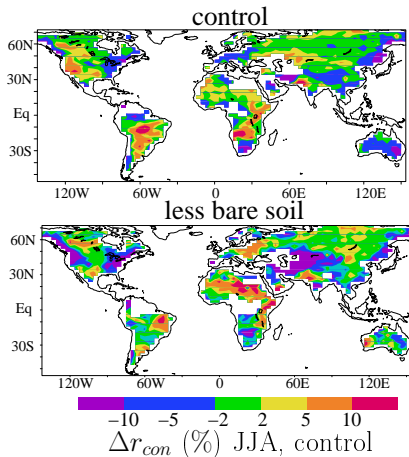 control
60N
30N
Eq
30S
120W 60W 0 60E 120E
less bare soil
60N
30N
Eq
30S
120W 60W 0 60E 120E
−10 −5 −2 2 5 10
Δr_con (%) JJA, control